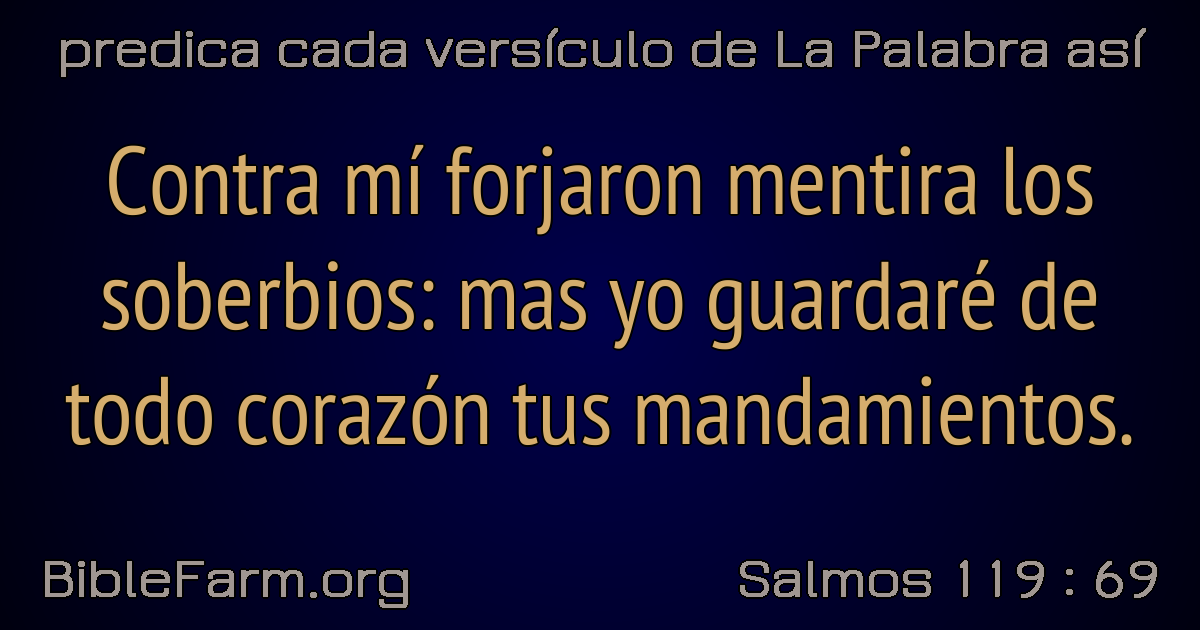 predica cada versículo de La Palabra así
Contra mí forjaron mentira los
soberbios: mas yo guardaré de
todo corazón tus mandamientos.
BibleFarm.org
Salmos 119 : 69